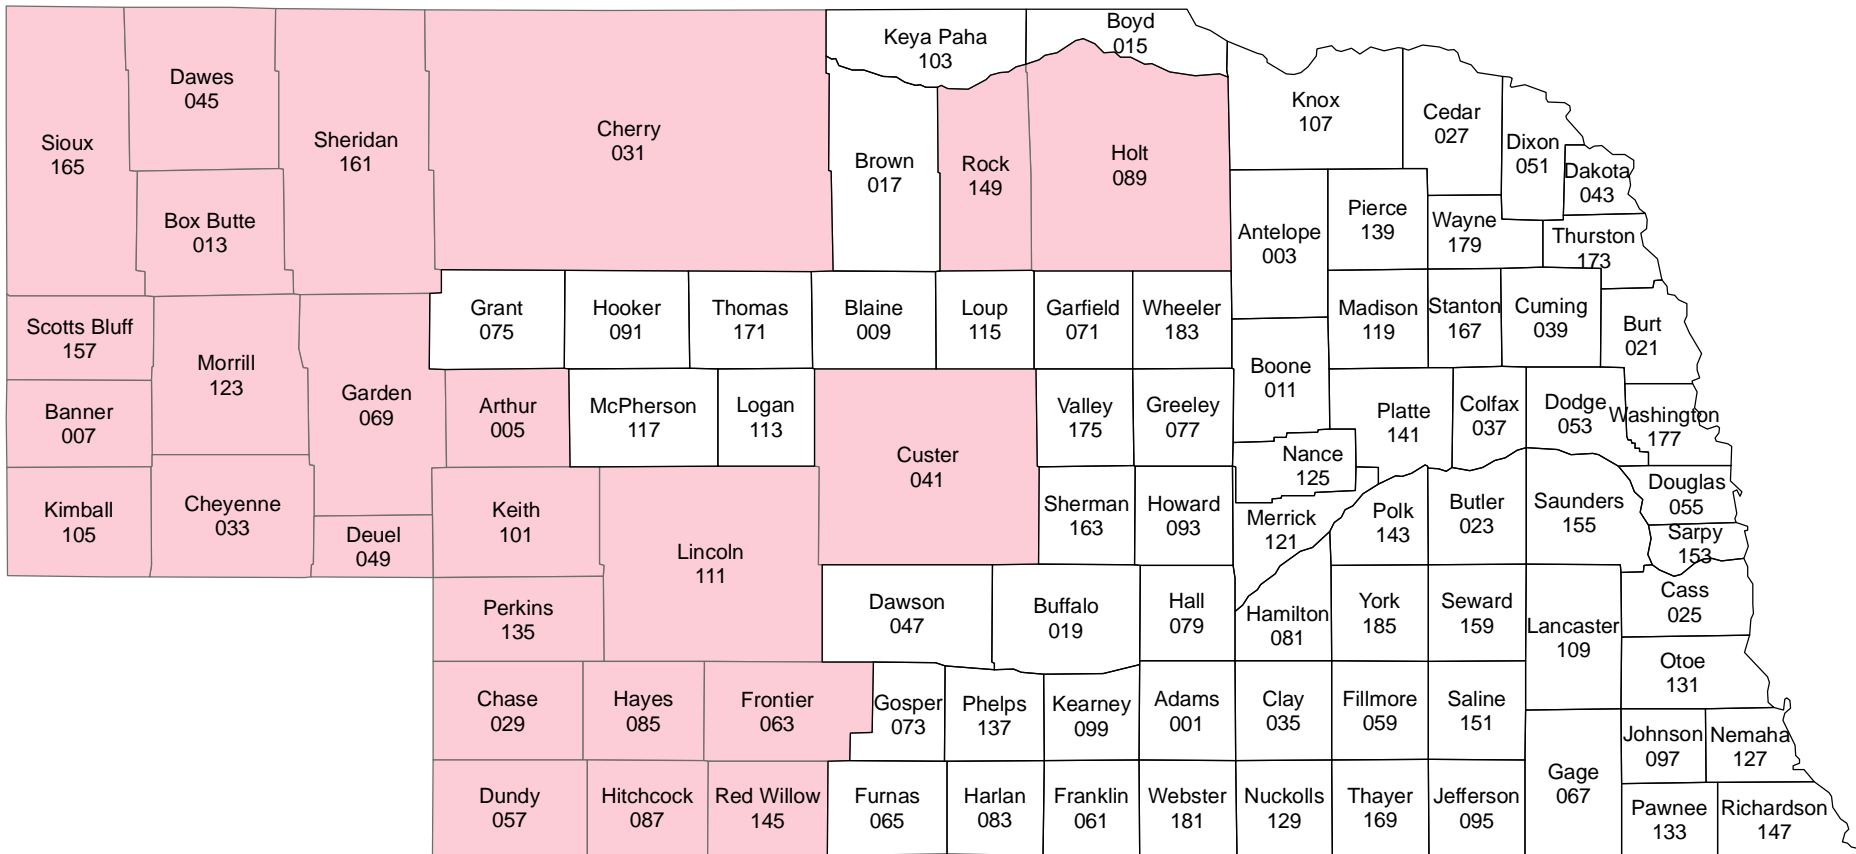 Boyd
015
Keya Paha
103
Dawes
045
Knox
107
Cedar
027
Sioux
165
Sheridan
161
Cherry
031
Brown
017
Rock
149
Holt
089
Dixon
051
Dakota
043
Box Butte
013
Antelope
003
Pierce
139
Wayne
179
Thurston
173
Scotts Bluff
157
Grant
075
Hooker
091
Thomas
171
Blaine
009
Loup
115
Garfield
071
Wheeler
183
Madison
119
Stanton
167
Cuming
039
Burt
021
Morrill
123
Boone
011
Banner
007
Garden
069
Arthur
005
McPherson
117
Logan
113
Valley
175
Greeley
077
Platte
141
Colfax
037
Dodge
053
Washington
177
Custer
041
Nance
125
Kimball
105
Cheyenne
033
Keith
101
Sherman
163
Howard
093
Merrick
121
Polk
143
Butler
023
Saunders
155
Douglas
055
Deuel
049
Lincoln
111
Sarpy
153
Perkins
135
Dawson
047
Buffalo
019
Hall
079
Hamilton
081
York
185
Seward
159
Lancaster
109
Cass
025
Otoe
131
Chase
029
Hayes
085
Frontier
063
Gosper
073
Phelps
137
Kearney
099
Adams
001
Clay
035
Fillmore
059
Saline
151
Johnson
097
Nemaha
127
Dundy
057
Hitchcock
087
Red Willow
145
Furnas
065
Harlan
083
Franklin
061
Webster
181
Nuckolls
129
Thayer
169
Jefferson
095
Gage
067
Pawnee
133
Richardson
147